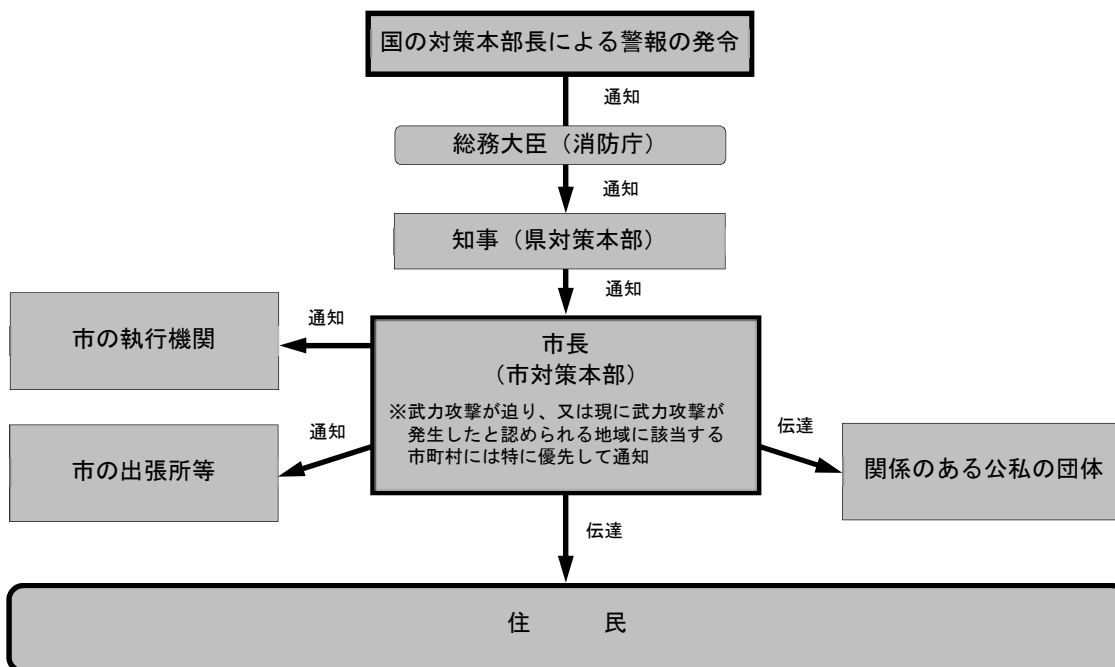 国の対策本部長による警報の発令
通知
総務大臣（消防庁）
通知
知事（県対策本部）
通知
市の執行機関
通知
市長
（市対策本部）
※武力攻撃が迫り、又は現に武力攻撃が
発生したと認められる地域に該当する
市町村には特に優先して通知
通知
市の出張所等
伝達
関係のある公私の団体
伝達
住　　民